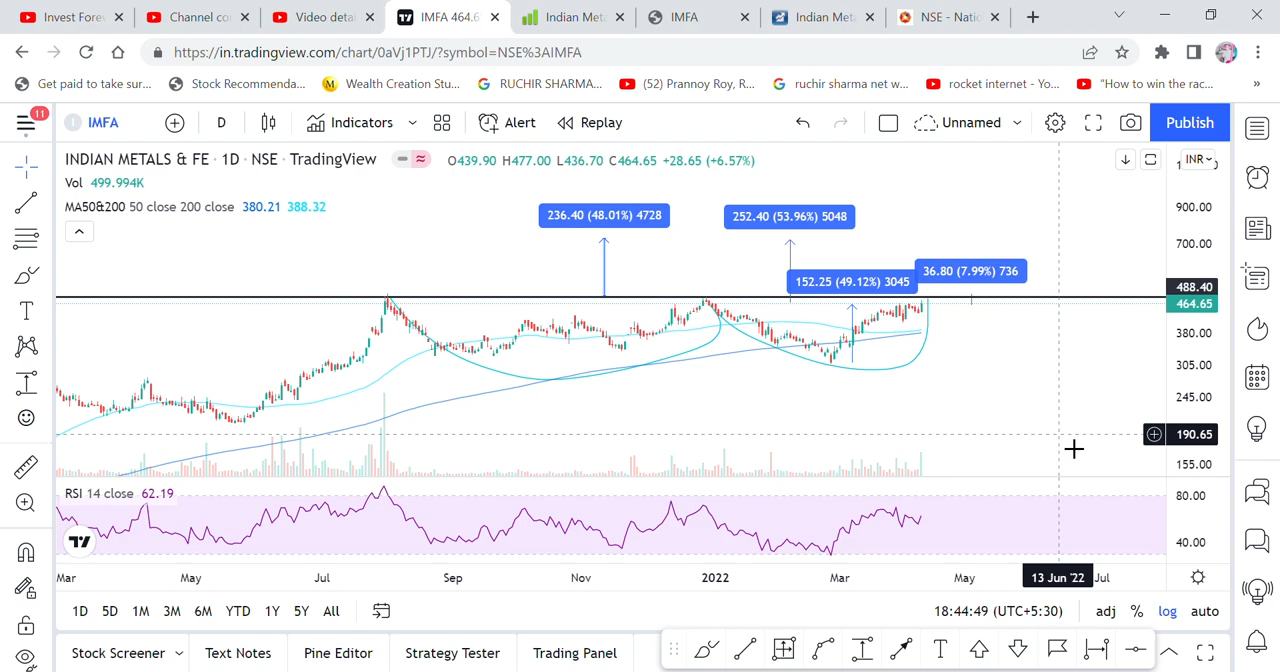 Invest Fores
Channel co
Video detai
IMFA 464.6
Indian Meta
IMFA
Indian Meta
NSE - Natio
https://in.tradingview.com/chart/0aVj1PTJ/?symbol=NSE%3AIMFA
Get paid to take sur...
Stock Recommenda...
Wealth Creation Stu...
RUCHIR SHARMA...
(52) Prannoy Roy, R...
ruchir sharma net w...
rocket internet - Yo...
"How to win the rac...
»
11
IMFA
D
Indicators
Alert
Replay
Unnamed
Publish
INDIAN METALS & FE · 1D · NSE · TradingView
O439.90 H477.00 L436.70 C464.65 +28.65 (+6.57%)
INR
Vol 499.994K
MA50&200 50 close 200 close 380.21 388.32
236.40 (48.01%) 4728
252.40 (53.96%) 5048
152.25 (49.12%) 3045
36.80 (7.99%) 736
900.00
700.00
488.40
464.65
380.00
305.00
245.00
190.65
155.00
RSI 14 close 62.19
80.00
40.00
Mar
May
Jul
Sep
Nov
2022
Mar
May
13 Jun '22
Jul
1D 5D 1M 3M 6M YTD 1Y 5Y All
18:44:49 (UTC+5:30)
adj % log auto
Stock Screener
Text Notes
Pine Editor
Strategy Tester
Trading Panel